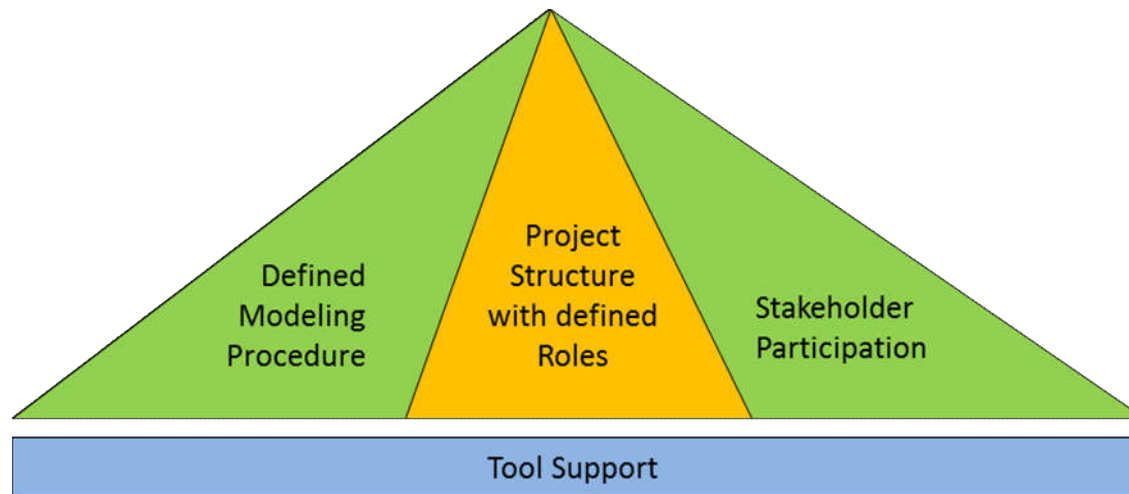 Defined
Modeling
Procedure
Project
Structure
with defined
Roles
Stakeholder
Participation
Tool Support